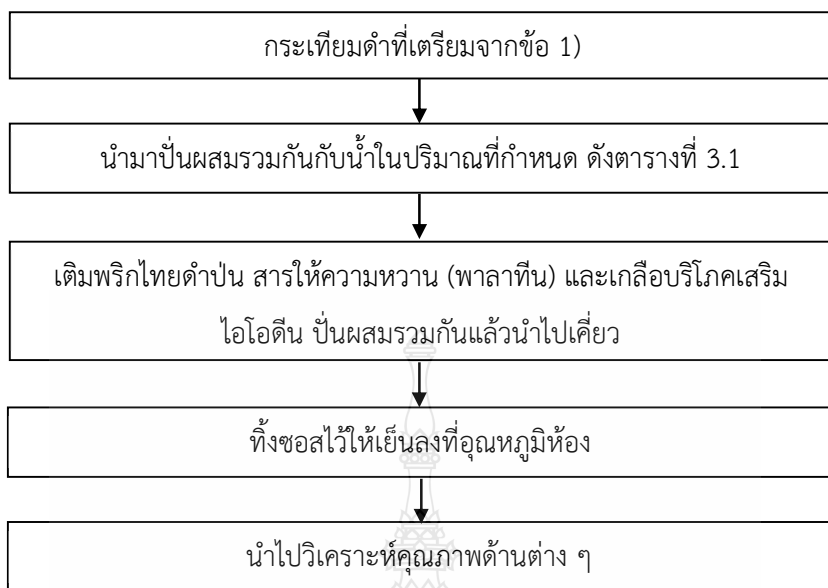 กระเทียมดำที่เตรียมจากข้อ 1)
นำมาปั่นผสมรวมกันกับน้ำในปริมาณที่กำหนด ดังตารางที่ 3.1
เติมพริกไทยดำป่น สารให้ความหวาน (พาลาทีน) และเกลือบริโภคเสริม
ไอโอดีน ปั่นผสมรวมกันแล้วนำไปเคี่ยว
ทิ้งซอสไว้ให้เย็นลงที่อุณหภูมิห้อง
นำไปวิเคราะห์คุณภาพด้านต่าง ๆ